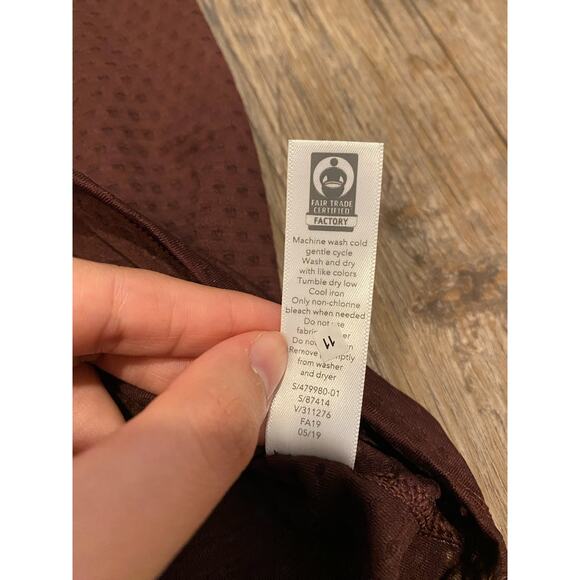 FAIR TRADE
CERTIFIED
FACTORY
Machine wash cold
gentle cycle
Wash and dry
with like colors
Tumble dry low
Cool iron
Only non-chlorine
bleach when needed
Do not use
Do not
11
Remove
from washer
and dryer
S/479980-01
S/87414
V/311276
FA19
05/19